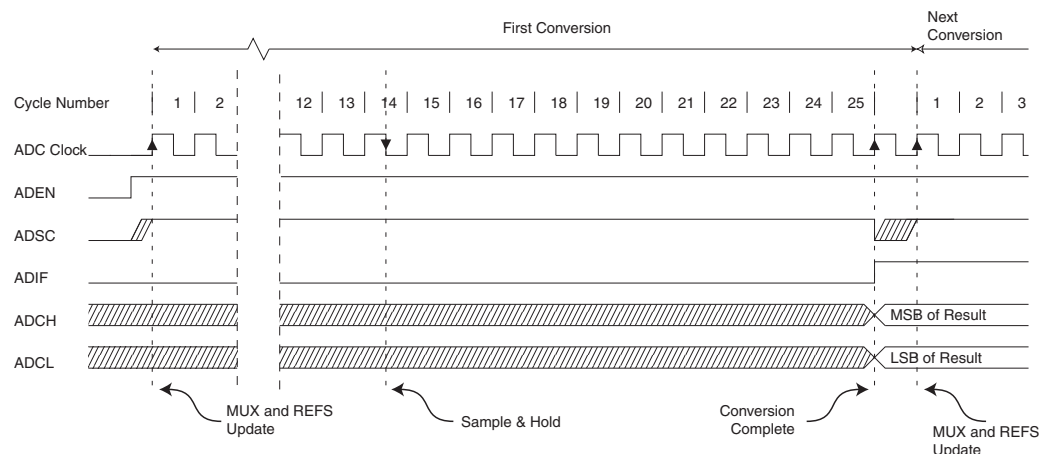 First Conversion
Next
Conversion
Cycle Number 1 2 12 13 14 15 16 17 18 19 20 21 22 23 24 25 1 2 3
ADC Clock
ADEN
ADSC
ADIF
ADCH MSB of Result
ADCL LSB of Result
MUX and REFS
Update
Sample & Hold
Conversion
Complete
MUX and REFS
Update